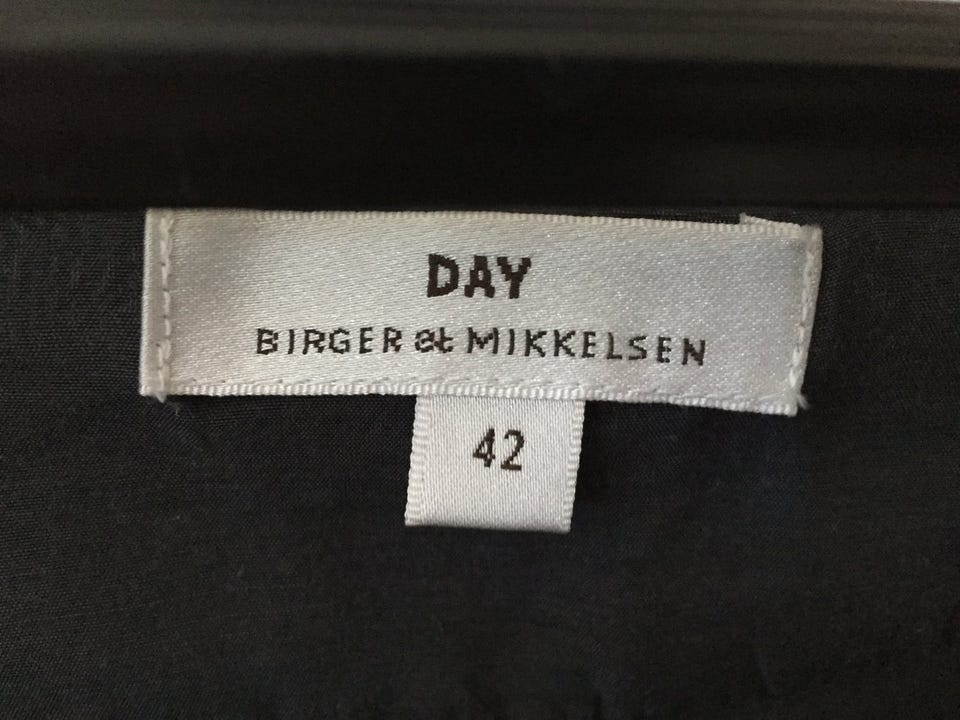 DAY
BIRGER et MIKKELSEN
42